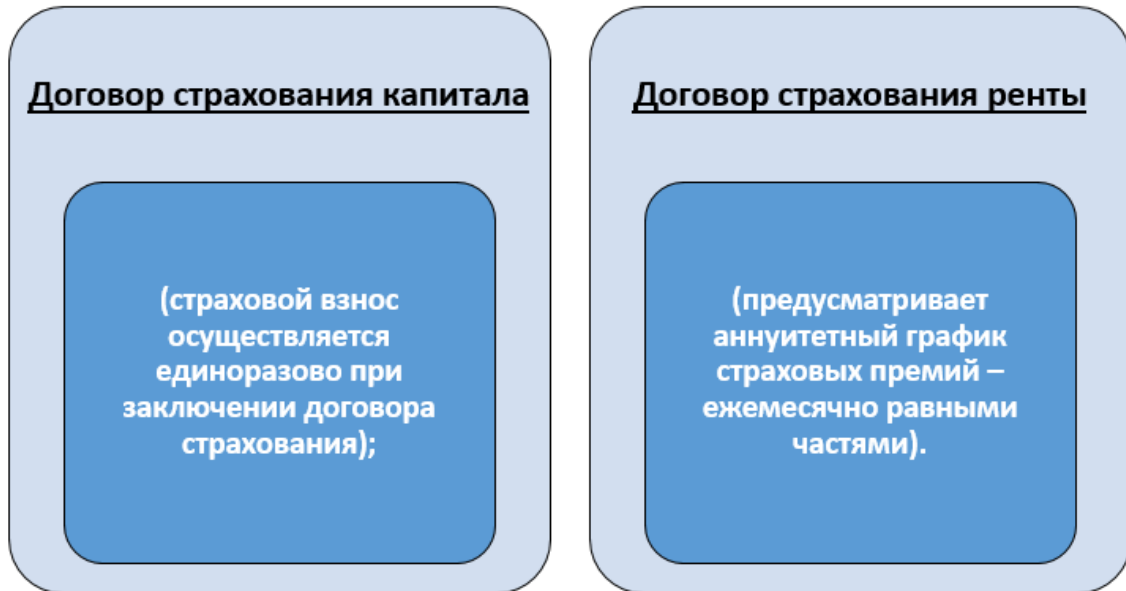 Договор страхования капитала
(страховой взнос
осуществляется
единоразово при
заключении договора
страхования);
Договор страхования ренты
(предусматривает
аннуитетный график
страховых премий –
ежемесячно равными
частями).